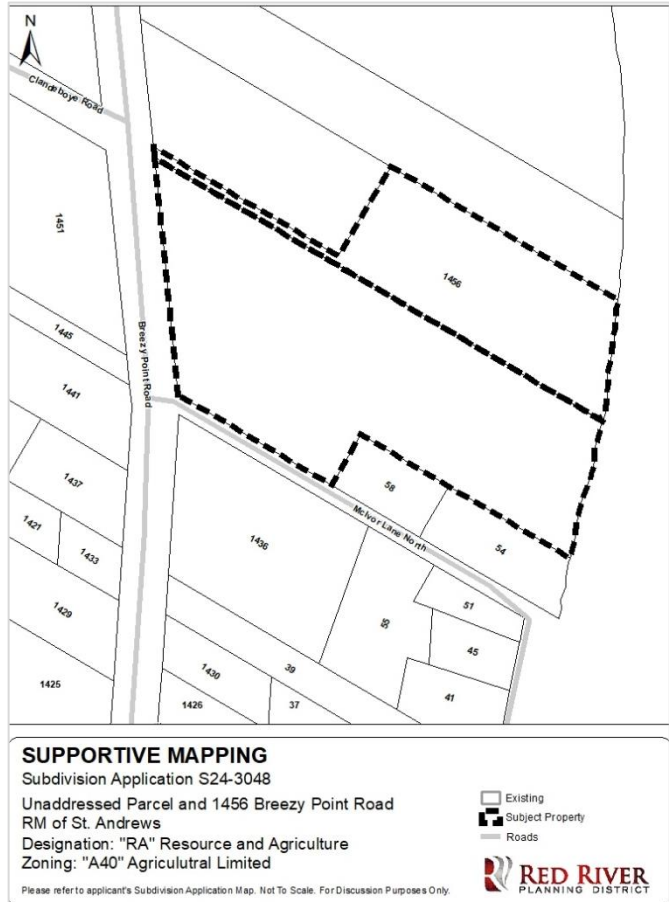 N
Clandeboye Road
1451
1456
1445
Breezy Point Road
1441
58
1437
McIvor Lane North
54
1421
1433
1436
51
55
1429
45
39
1430
41
1425
1426
37
SUPPORTIVE MAPPING
Subdivision Application S24-3048
Unaddressed Parcel and 1456 Breezy Point Road
RM of St. Andrews
Designation: "RA" Resource and Agriculture
Zoning: "A40" Agriculutral Limited
Please refer to applicant's Subdivision Application Map. Not To Scale. For Discussion Purposes Only.
Existing
Subject Property
Roads
RED RIVER
PLANNING DISTRICT